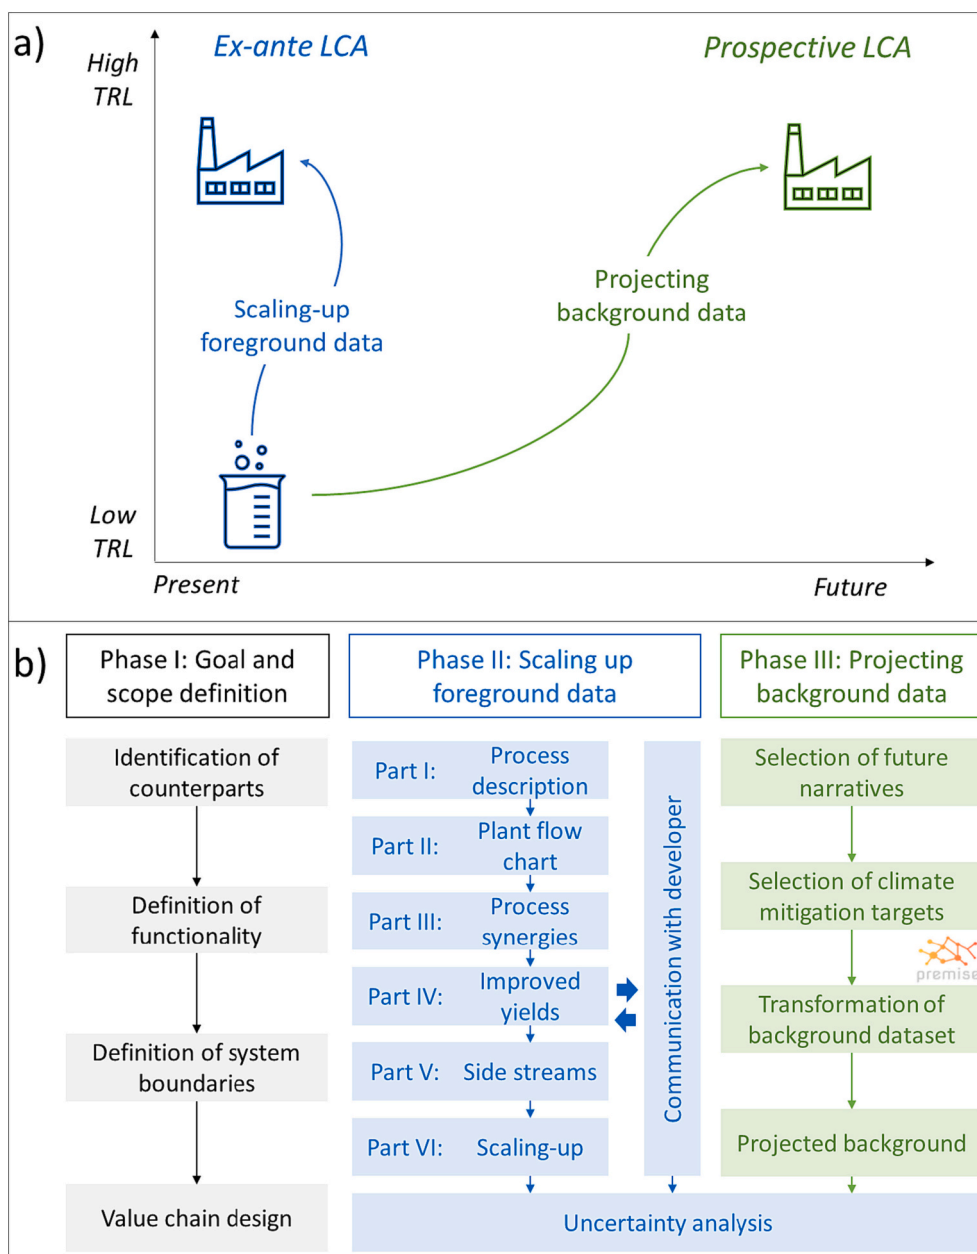 a)
Ex-ante LCA
Prospective LCA
High
TRL
Scaling-up
foreground data
Projecting
background data
Low
TRL
Present
Future
b)
Phase I: Goal and
scope definition
Identification of
counterparts
Definition of
functionality
Definition of system
boundaries
Value chain design
Phase II: Scaling up
foreground data
Part I: Process
description
Part II: Plant flow
chart
Part III: Process
synergies
Part IV: Improved
yields
Part V: Side streams
Part VI: Scaling-up
Communication with developer
Phase III: Projecting
background data
Selection of future
narratives
Selection of climate
mitigation targets
premise
Transformation of
background dataset
Projected background
Uncertainty analysis